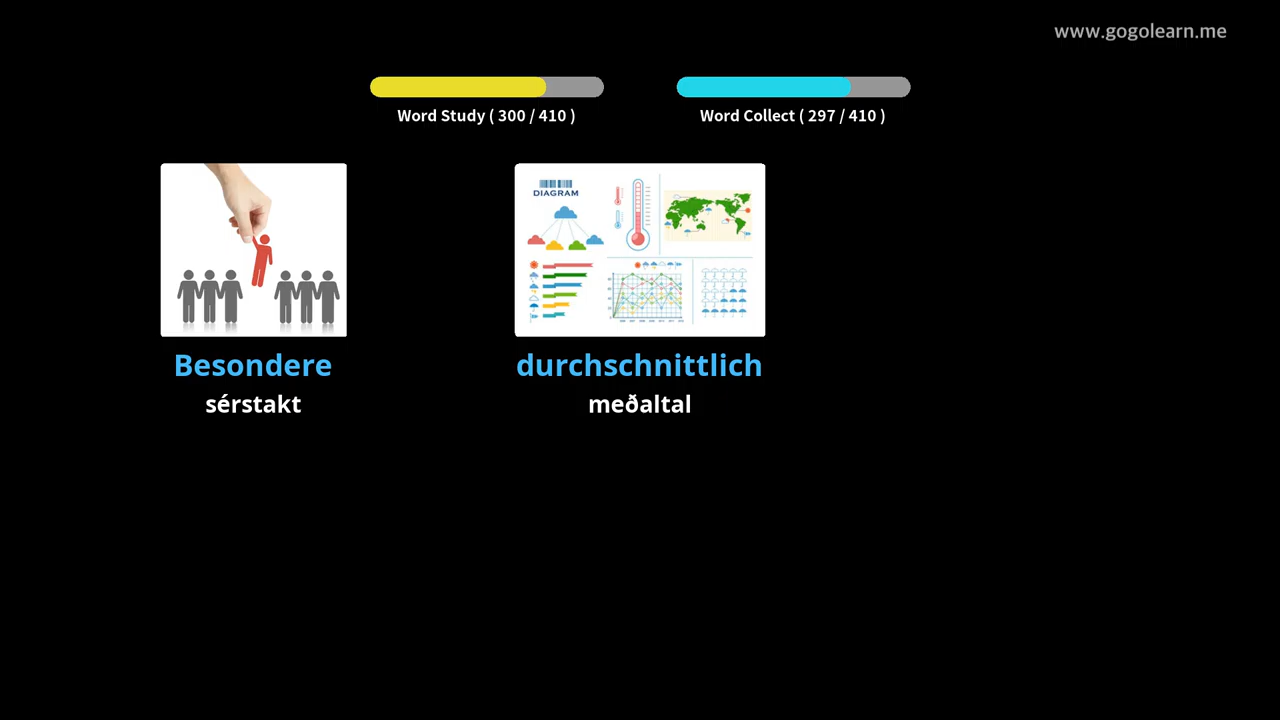 www.gogolearn.me
Word Study ( 300 / 410 )
Word Collect ( 297 / 410 )
DIAGRAM
Besondere
durchschnittlich
sérstakt
meðaltal